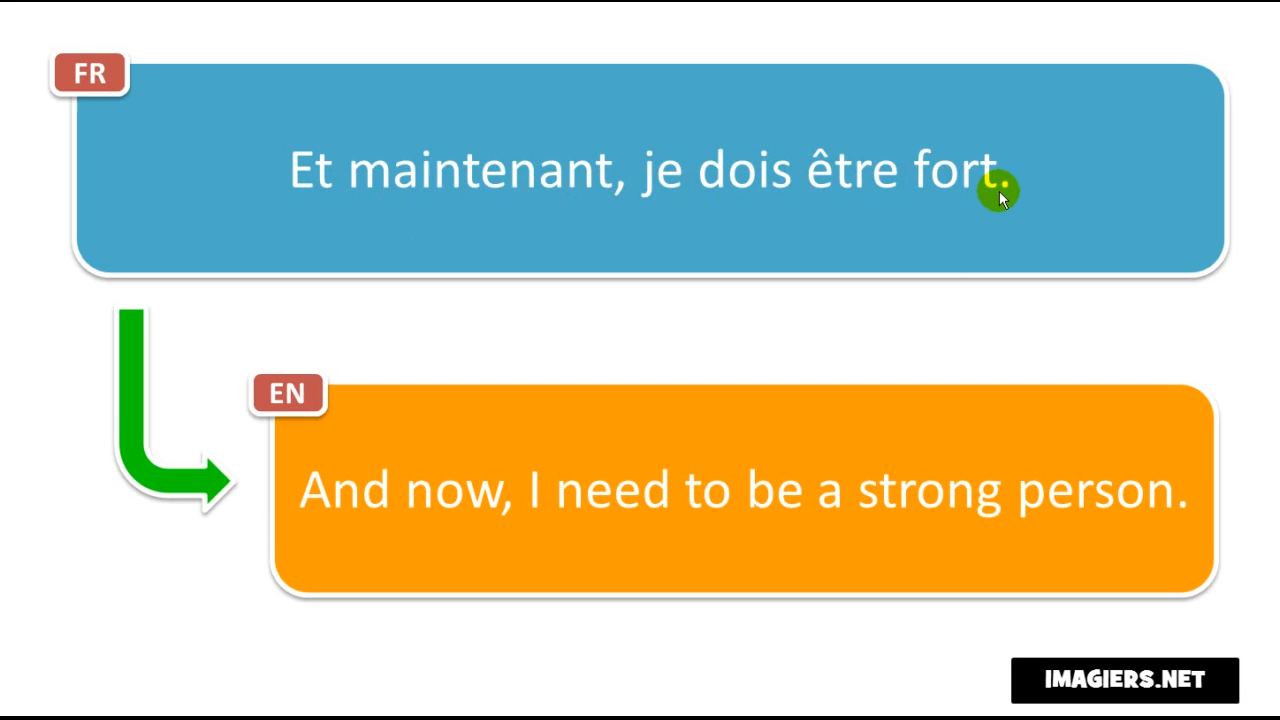 FR
Et maintenant, je dois être fort.
EN
And now, I need to be a strong person.
IMAGIERS.NET